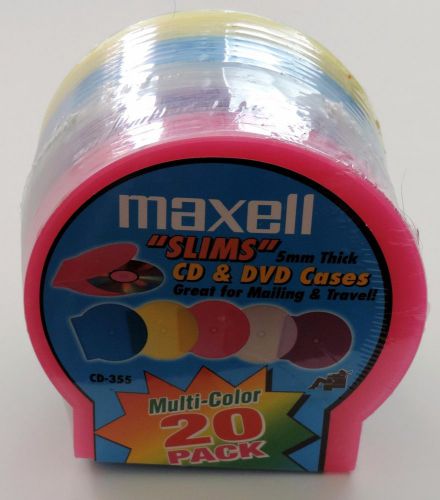 maxell
"SLIMS" 5mm Thick
CD & DVD Cases
Great for Mailing & Travel!
CD-355
Multi-Color
20
PACK